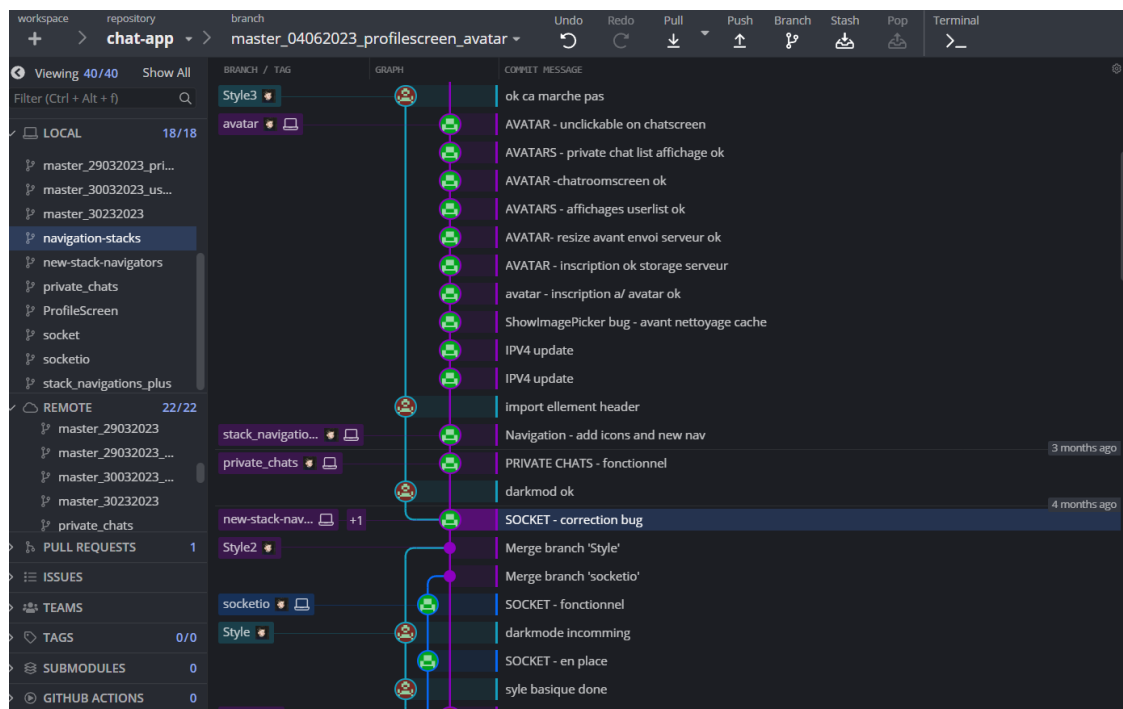 workspace repository branch Undo Redo Pull Push Branch Stash Pop Terminal
chat-app master_04062023_profilescreen_avatar
Viewing 40/40 Show All
Filter (Ctrl + Alt + f)
LOCAL 18/18
master_29032023_pri...
master_30032023_us...
master_30232023
navigation-stacks
new-stack-navigators
private_chats
ProfileScreen
socket
socketio
stack_navigations_plus
REMOTE 22/22
master_29032023
master_29032023_...
master_30032023_...
master_30232023
private_chats
PULL REQUESTS 1
ISSUES
TEAMS
TAGS 0/0
SUBMODULES 0
GITHUB ACTIONS 0
BRANCH / TAG GRAPH COMMIT MESSAGE
Style3 ok ca marche pas
avatar AVATAR - unclickable on chatscreen
AVATARS - private chat list affichage ok
AVATAR -chatroomscreen ok
AVATARS - affichages userlist ok
AVATAR- resize avant envoi serveur ok
AVATAR - inscription ok storage serveur
avatar - inscription a/ avatar ok
ShowImagePicker bug - avant nettoyage cache
IPV4 update
IPV4 update
import ellement header
stack_navigatio... Navigation - add icons and new nav
3 months ago
private_chats PRIVATE CHATS - fonctionnel
darkmod ok
4 months ago
new-stack-nav... +1 SOCKET - correction bug
Style2 Merge branch 'Style'
Merge branch 'socketio'
socketio SOCKET - fonctionnel
Style darkmode incomming
SOCKET - en place
syle basique done